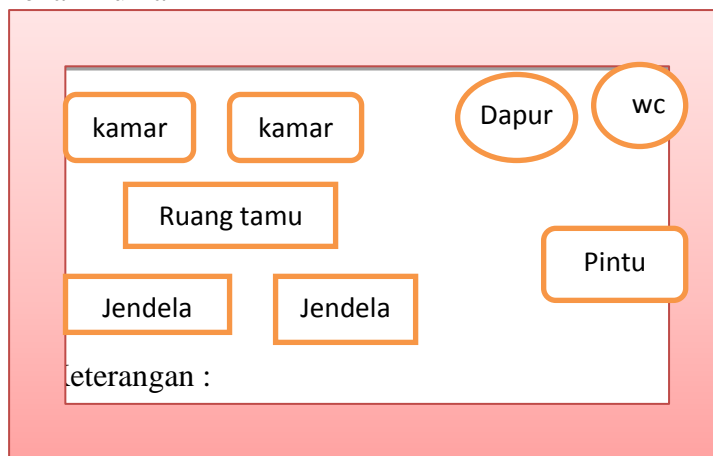 kamar kamar Dapur wc
Ruang tamu
Pintu
Jendela Jendela
eterangan :